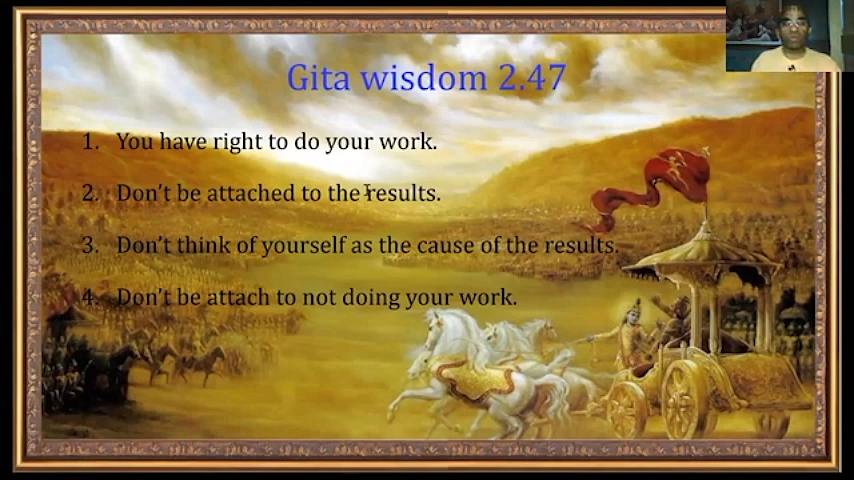 Gita wisdom 2.47
1. You have right to do your work.
2. Don't be attached to the results.
3. Don't think of yourself as the cause of the results.
4. Don't be attach to not doing your work.